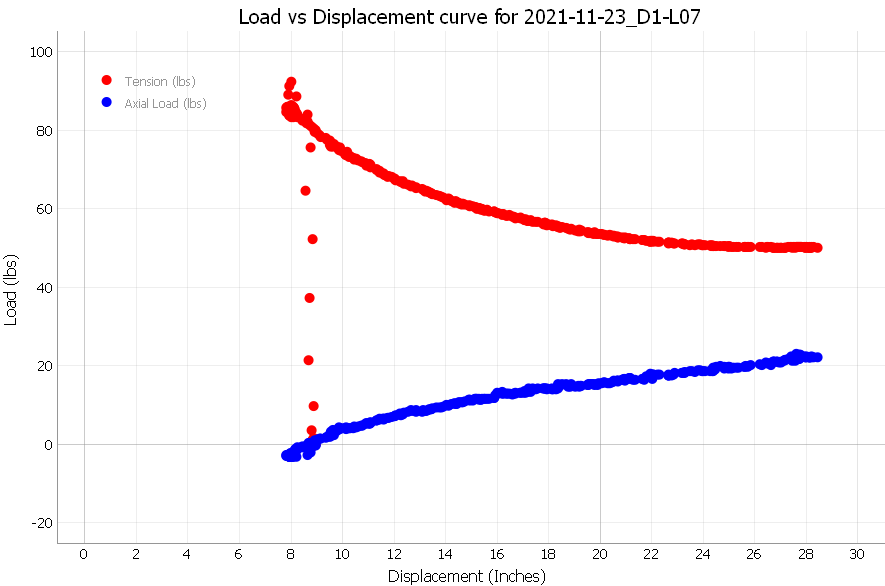 Load vs Displacement curve for 2021-11-23_D1-L07
100
80
60
40
20
0
-20
Load (lbs)
Tension (lbs)
Axial Load (lbs)
0 2 4 6 8 10 12 14 16 18 20 22 24 26 28 30
Displacement (Inches)